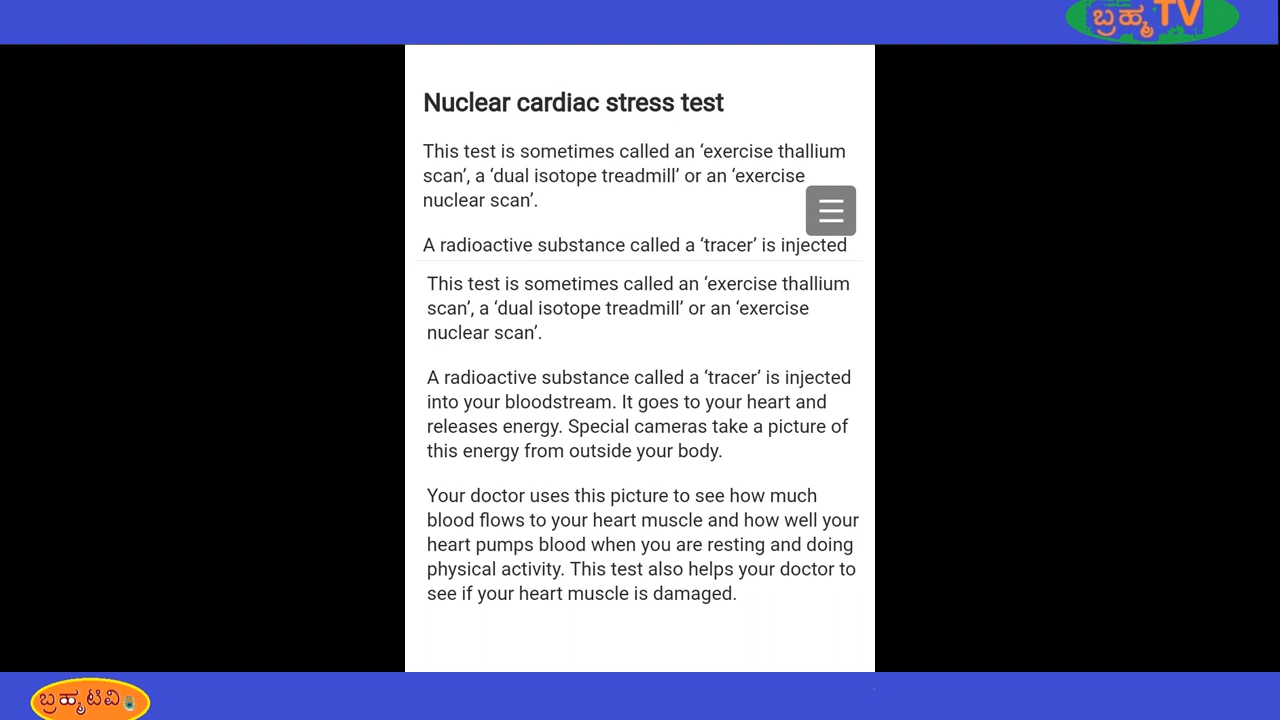 ಬ್ರಹ್ಮ TV
Nuclear cardiac stress test
This test is sometimes called an ‘exercise thallium
scan’, a ‘dual isotope treadmill’ or an ‘exercise
nuclear scan’.
A radioactive substance called a ‘tracer’ is injected
This test is sometimes called an ‘exercise thallium
scan’, a ‘dual isotope treadmill’ or an ‘exercise
nuclear scan’.
A radioactive substance called a ‘tracer’ is injected
into your bloodstream. It goes to your heart and
releases energy. Special cameras take a picture of
this energy from outside your body.
Your doctor uses this picture to see how much
blood flows to your heart muscle and how well your
heart pumps blood when you are resting and doing
physical activity. This test also helps your doctor to
see if your heart muscle is damaged.
ಬ್ರಹ್ಮ ಟಿವಿ